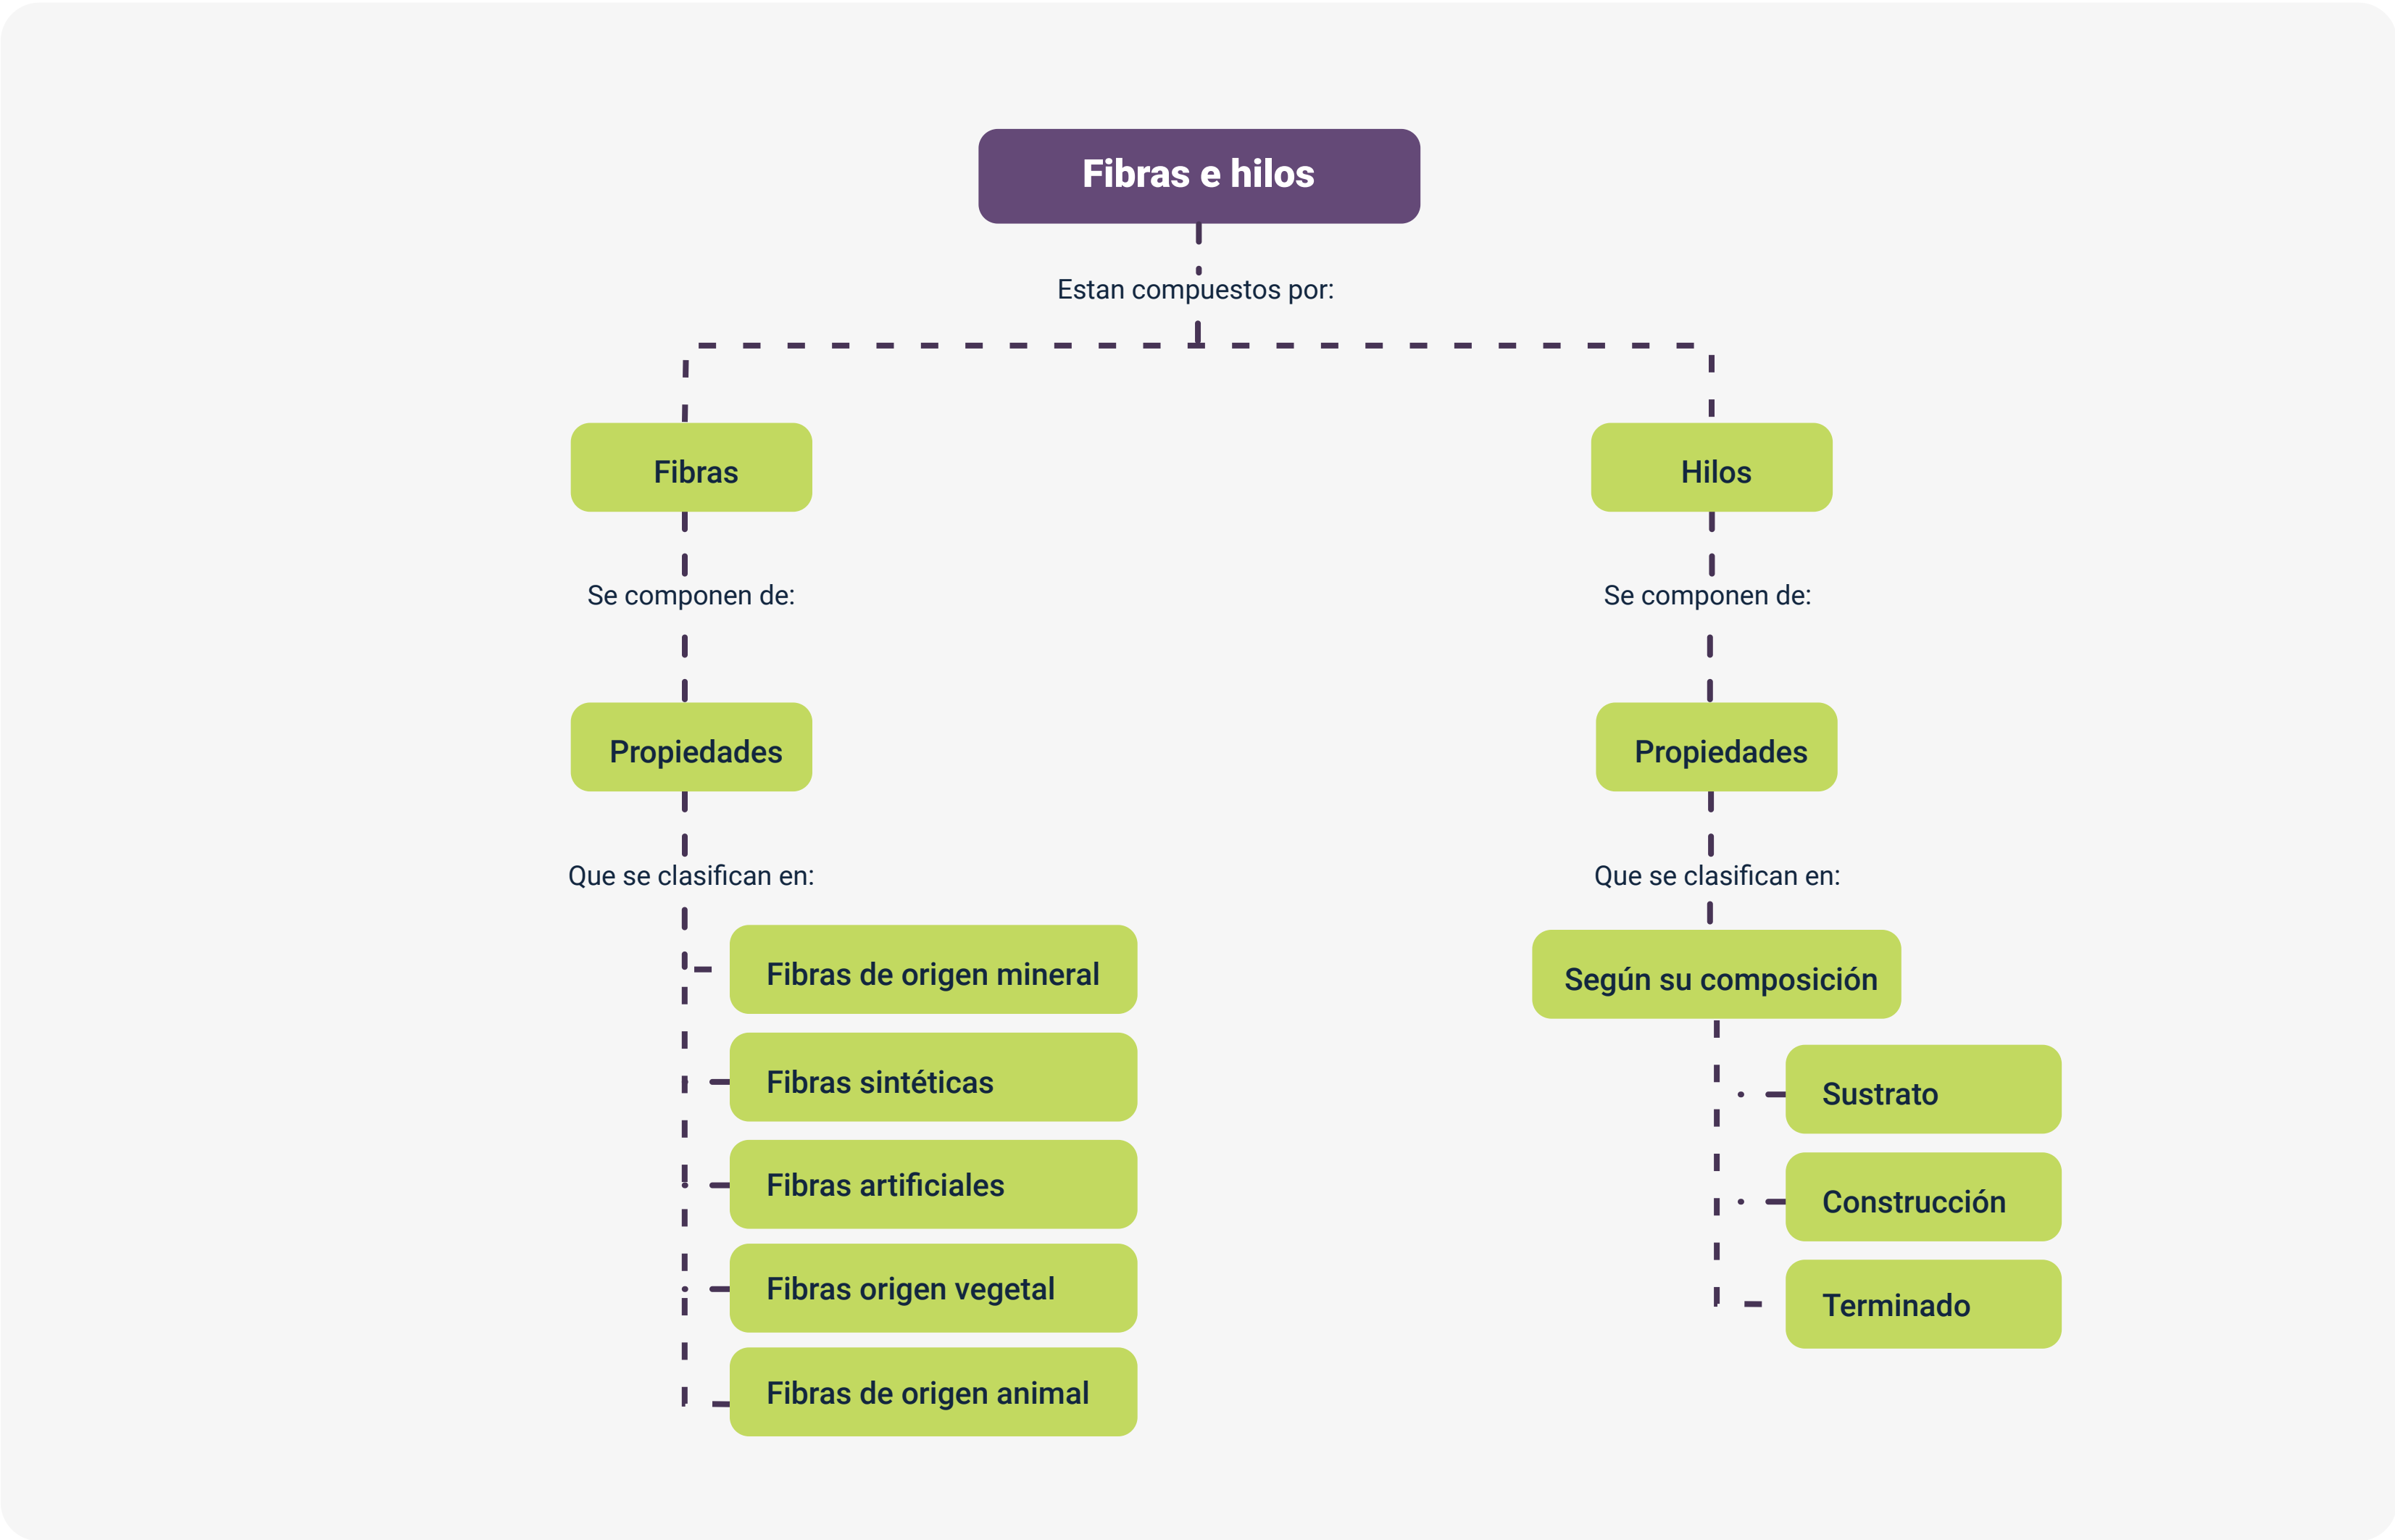 Fibras e hilos
Estan compuestos por:
Fibras
Se componen de:
Propiedades
Que se clasifican en:
Fibras de origen mineral
Fibras sintéticas
Fibras artificiales
Fibras origen vegetal
Fibras de origen animal
Hilos
Se componen de:
Propiedades
Que se clasifican en:
Según su composición
Sustrato
Construcción
Terminado